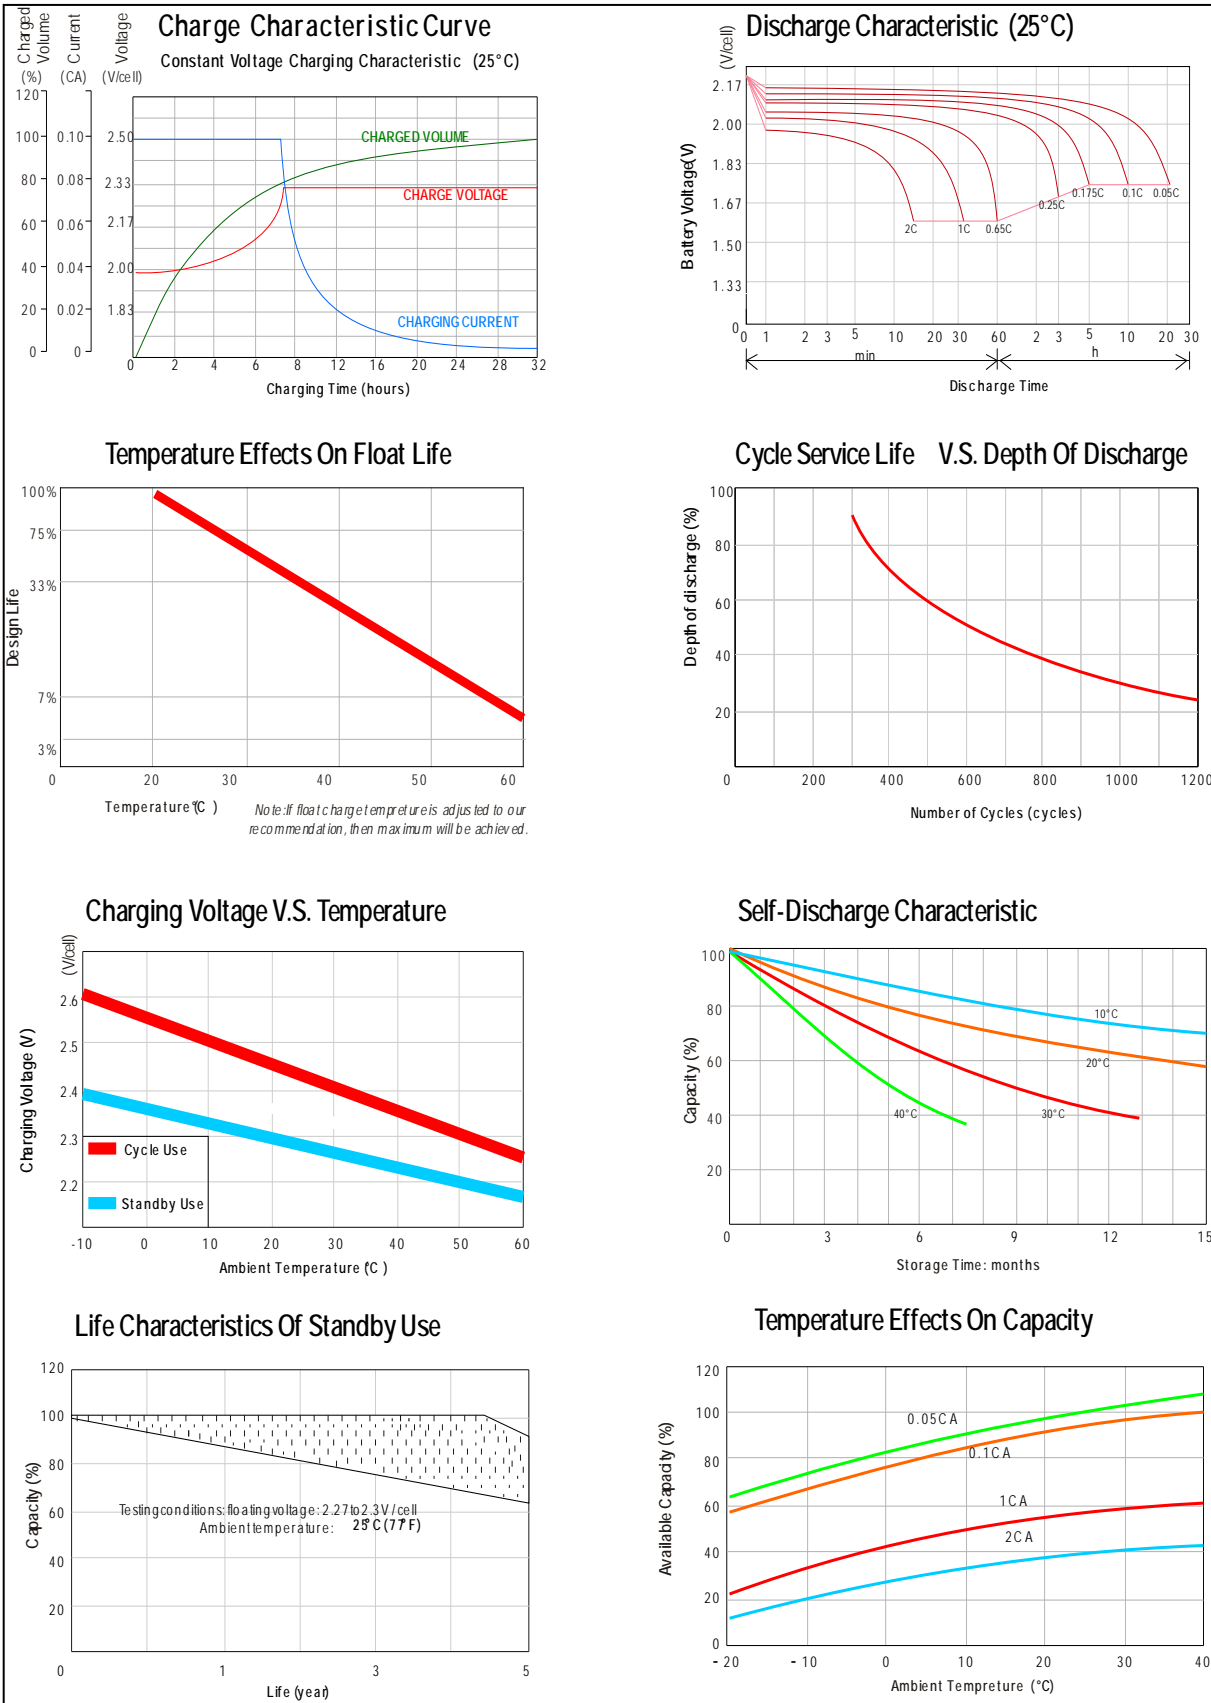 Charge Characteristic Curve
Constant Voltage Charging Characteristic (25°C)
Charged Volume
(%)
Current
(CA)
Voltage
(V/cell)
120
100 0.10 2.50
80 0.08 2.33
60 0.06 2.17
40 0.04 2.00
20 0.02 1.83
0 0
CHARGED VOLUME
CHARGE VOLTAGE
CHARGING CURRENT
0 2 4 6 8 12 16 20 24 28 32
Charging Time (hours)
Discharge Characteristic (25°C)
(V/cell)
Battery Voltage(V)
2.17
2.00
1.83
1.67
1.50
1.33
0
2C 1C 0.65C 0.25C 0.175C 0.1C 0.05C
0 1 2 3 5 10 20 30 60 2 3 5 10 20 30
min h
Discharge Time
Temperature Effects On Float Life
Design Life
100%
75%
33%
7%
3%
0 20 30 40 50 60
Temperature(°C )
Note:If float charge tempreture is adjusted to our
recommendation, then maximum will be achieved.
Cycle Service Life V.S. Depth Of Discharge
Depth of discharge (%)
100
80
60
40
20
0 200 400 600 800 1000 1200
Number of Cycles (cycles)
Charging Voltage V.S. Temperature
(V/cell)
Charging Voltage (V)
2.6
2.5
2.4
2.3
2.2
Cycle Use
Standby Use
-10 0 10 20 30 40 50 60
Ambient Temperature (°C )
Self-Discharge Characteristic
Capacity (%)
100
80
60
40
20
10°C
20°C
30°C
40°C
0 3 6 9 12 15
Storage Time: months
Life Characteristics Of Standby Use
Capacity (%)
120
100
80
60
40
20
Testing conditions: floating voltage: 2.27to2.3V/cell
Ambient temperature: 25°C(77°F)
0 1 3 5
Life (year)
Temperature Effects On Capacity
Available Capacity (%)
120
100
80
60
40
20
0
0.05CA
0.1CA
1CA
2CA
-20 -10 0 10 20 30 40
Ambient Tempreture (°C)